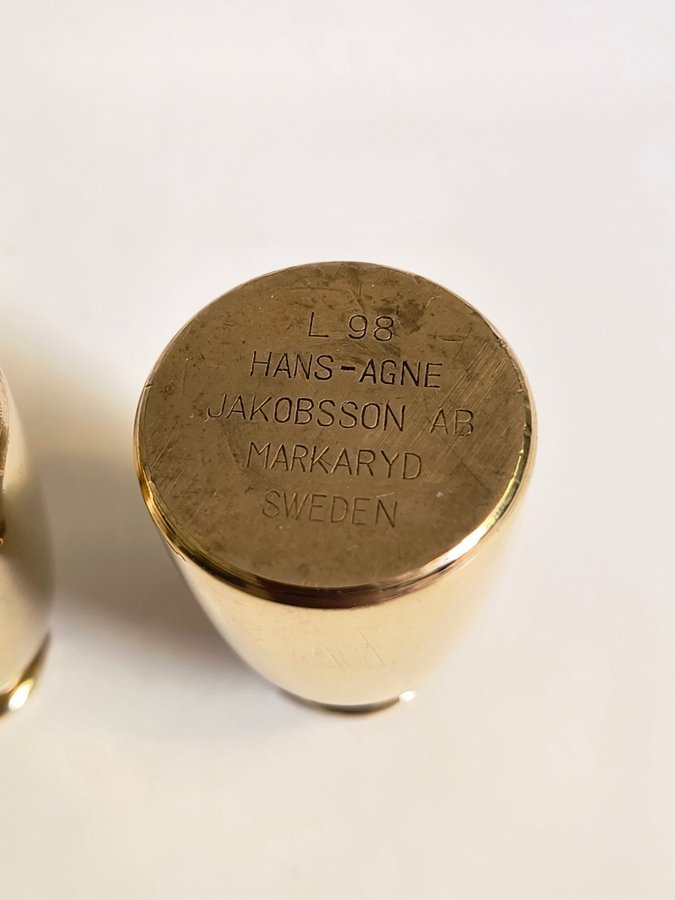 L 98
HANS-AGNE
JAKOBSSON AB
MARKARYD
SWEDEN